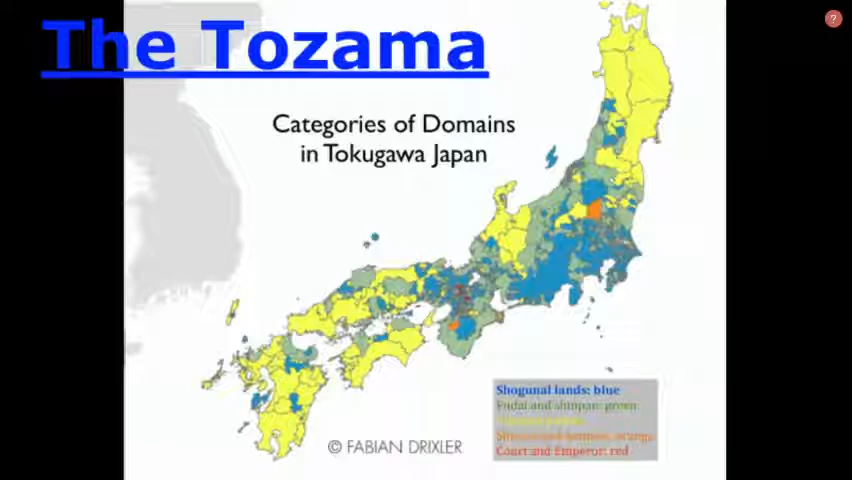 The Tozama
Categories of Domains
in Tokugawa Japan
Shogunal lands: blue
Fudai and shinpan: green
orange
Court and Emperor: red
© FABIAN DRIXLER
?